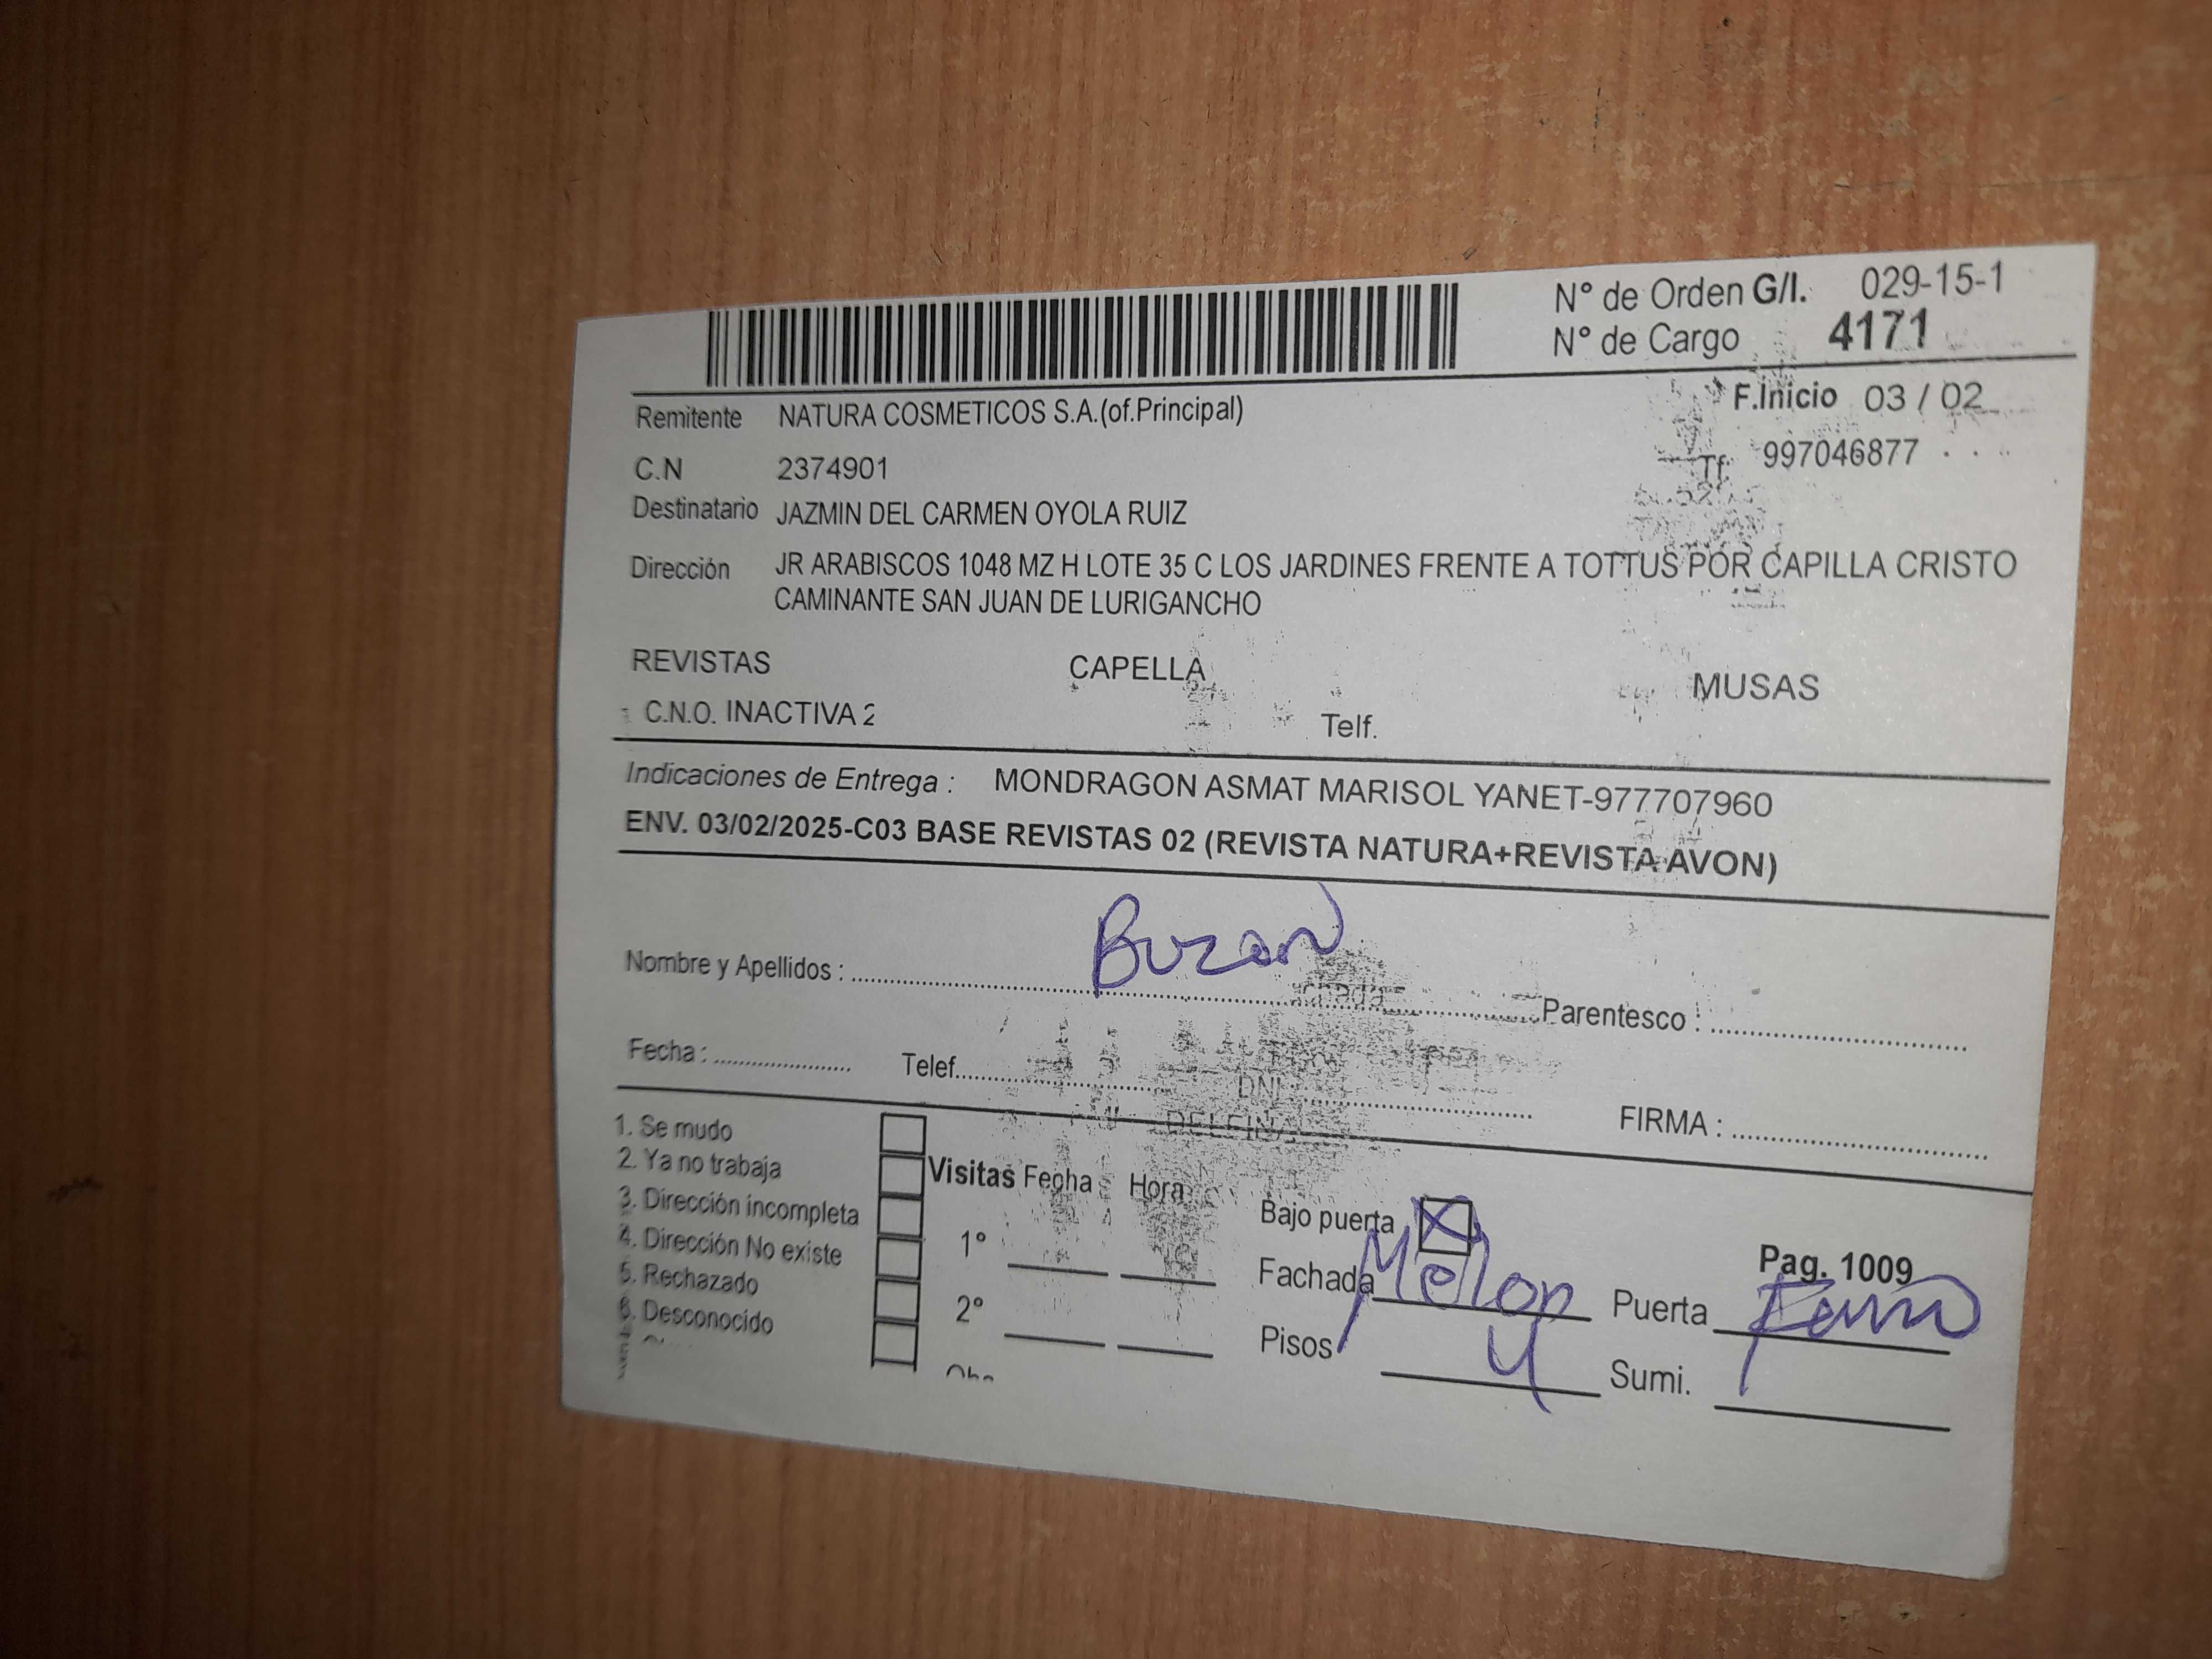 N° de Orden G/I. 029-15-1
N° de Cargo 4171
F.Inicio 03 / 02
Remitente NATURA COSMETICOS S.A.(of.Principal)
Tf: 997046877
C.N 2374901
Destinatario JAZMIN DEL CARMEN OYOLA RUIZ
Dirección JR ARABISCOS 1048 MZ H LOTE 35 C LOS JARDINES FRENTE A TOTTUS POR CAPILLA CRISTO
CAMINANTE SAN JUAN DE LURIGANCHO
REVISTAS CAPELLA MUSAS
C.N.O. INACTIVA 2 Telf.
Indicaciones de Entrega : MONDRAGON ASMAT MARISOL YANET-977707960
ENV. 03/02/2025-C03 BASE REVISTAS 02 (REVISTA NATURA+REVISTA AVON)
Nombre y Apellidos : Parentesco :
Fecha : Telef. DNI FIRMA :
1. Se mudo
2. Ya no trabaja
3. Dirección incompleta
4. Dirección No existe
5. Rechazado
6. Desconocido
Visitas Fecha Hora
1°
2°
Bajo puerta X
Pag. 1009
Fachada Melon Puerta
Pisos 4 Sumi.